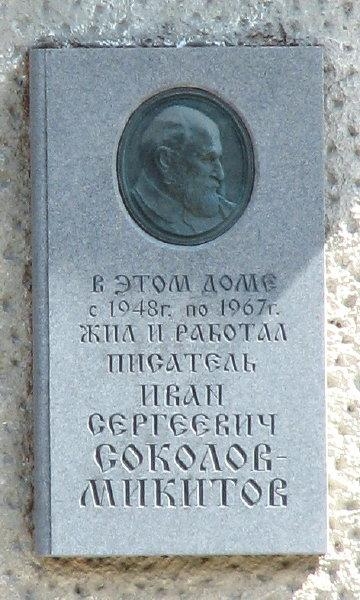 В ЭТОМ ДОМЕ
с 1948г. по 1967г.
ЖИЛ И РАБОТАЛ
ПИСАТЕЛЬ
ИВАН
СЕРГЕЕВИЧ
СОКОЛОВ-
МИКИТОВ